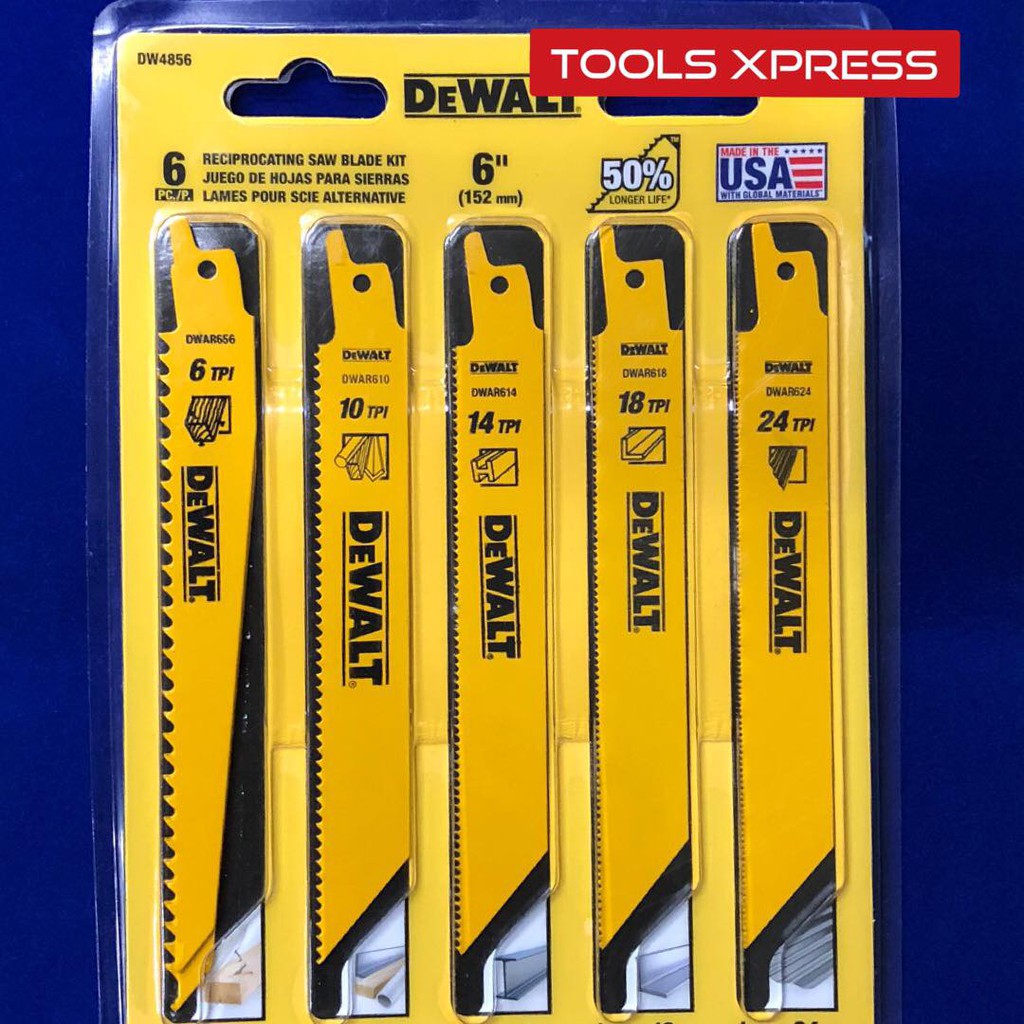 DW4856
TOOLS XPRESS
DEWALT
6 PC./P.
RECIPROCATING SAW BLADE KIT
JUEGO DE HOJAS PARA SIERRAS
LAMES POUR SCIE ALTERNATIVE
6"
(152 mm)
50%
LONGER LIFE*
TM
MADE IN THE
USA
WITH GLOBAL MATERIALS
DWAR656
6 TPI
DEWALT
DEWALT
DWAR610
10 TPI
DEWALT®
DEWALT
DWAR614
14 TPI
DEWALT
DEWALT
DWAR618
18 TPI
DEWALT
DEWALT
DWAR624
24 TPI
DEWALT